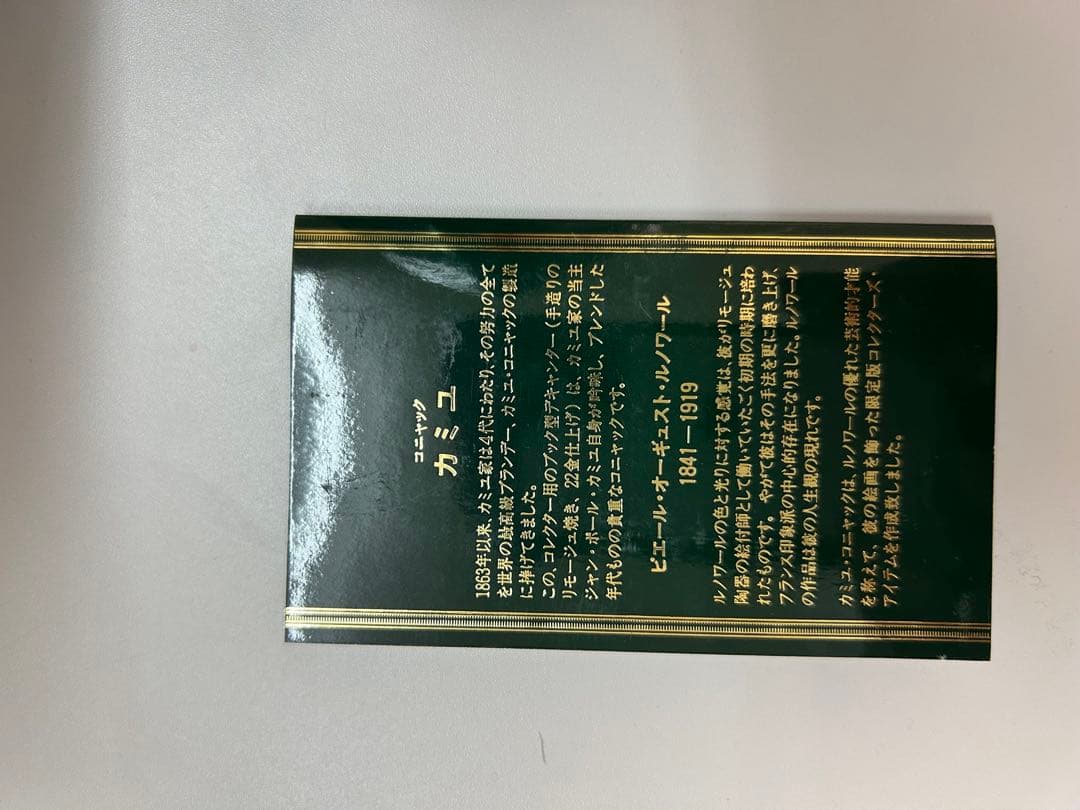 コニャック
カミュ
1863年以来、カミュ家は4代にわたり、その努力の全て
を世界の最高級ブランデー、カミュ・コニャックの製造
に捧げてきました。
この、コレクター用のブック型デキャンター（手造りの
リモージュ焼き、22金仕上げ）は、カミュ家の当主
ジャン・ポール・カミュ自身が吟味し、ブレンドした
年代ものの貴重なコニャックです。
ピエール・オーギュスト・ルノワール
1841－1919
ルノワールの色と光りに対する感覚は、彼がリモージュ
陶器の絵付師として働いていたごく初期の時期に培わ
れたものです。やがて彼はその手法を更に磨き上げ、
フランス印象派の中心的存在になりました。ルノワール
の作品は彼の人生観の現れです。
カミュ・コニャックは、ルノワールの優れた芸術的才能
を称えて、彼の絵画を飾った限定版コレクターズ・
アイテムを作成致しました。